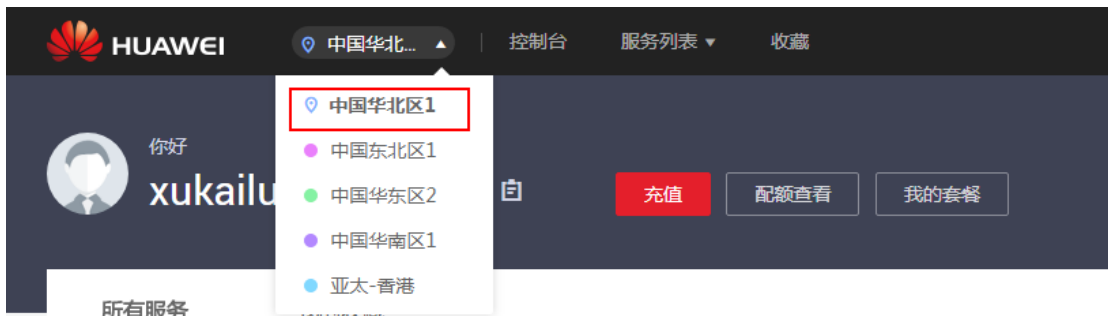 HUAWEI 中国华北... 控制台 服务列表 收藏
中国华北区1
你好
中国东北区1
xukailu
中国华东区2
充值 配额查看 我的套餐
中国华南区1
亚太-香港
所有服务